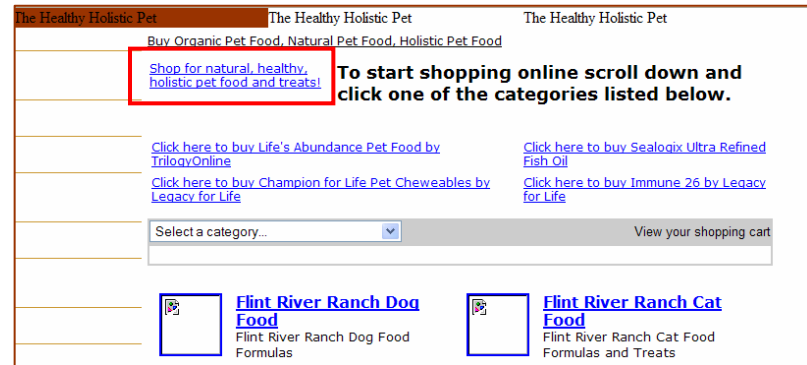 The Healthy Holistic Pet The Healthy Holistic Pet The Healthy Holistic Pet
Buy Organic Pet Food, Natural Pet Food, Holistic Pet Food
Shop for natural, healthy,
holistic pet food and treats!
To start shopping online scroll down and
click one of the categories listed below.
Click here to buy Life's Abundance Pet Food by
TrilogyOnline
Click here to buy Sealogix Ultra Refined
Fish Oil
Click here to buy Champion for Life Pet Cheweables by
Legacy for Life
Click here to buy Immune 26 by Legacy
for Life
Select a category... View your shopping cart
Flint River Ranch Dog
Food
Flint River Ranch Dog Food
Formulas
Flint River Ranch Cat
Food
Flint River Ranch Cat Food
Formulas and Treats